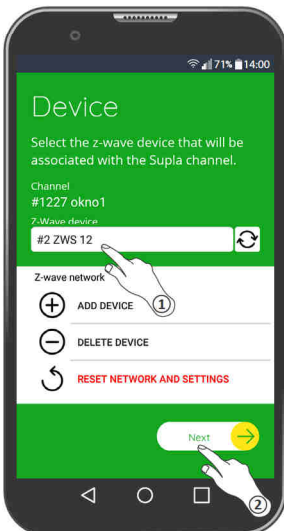 71% 14:00
Device
Select the z-wave device that will be
associated with the Supla channel.
Channel
#1227 okno1
Z-Wave device
#2 ZWS 12
Z-wave network
1
ADD DEVICE
DELETE DEVICE
RESET NETWORK AND SETTINGS
Next
2